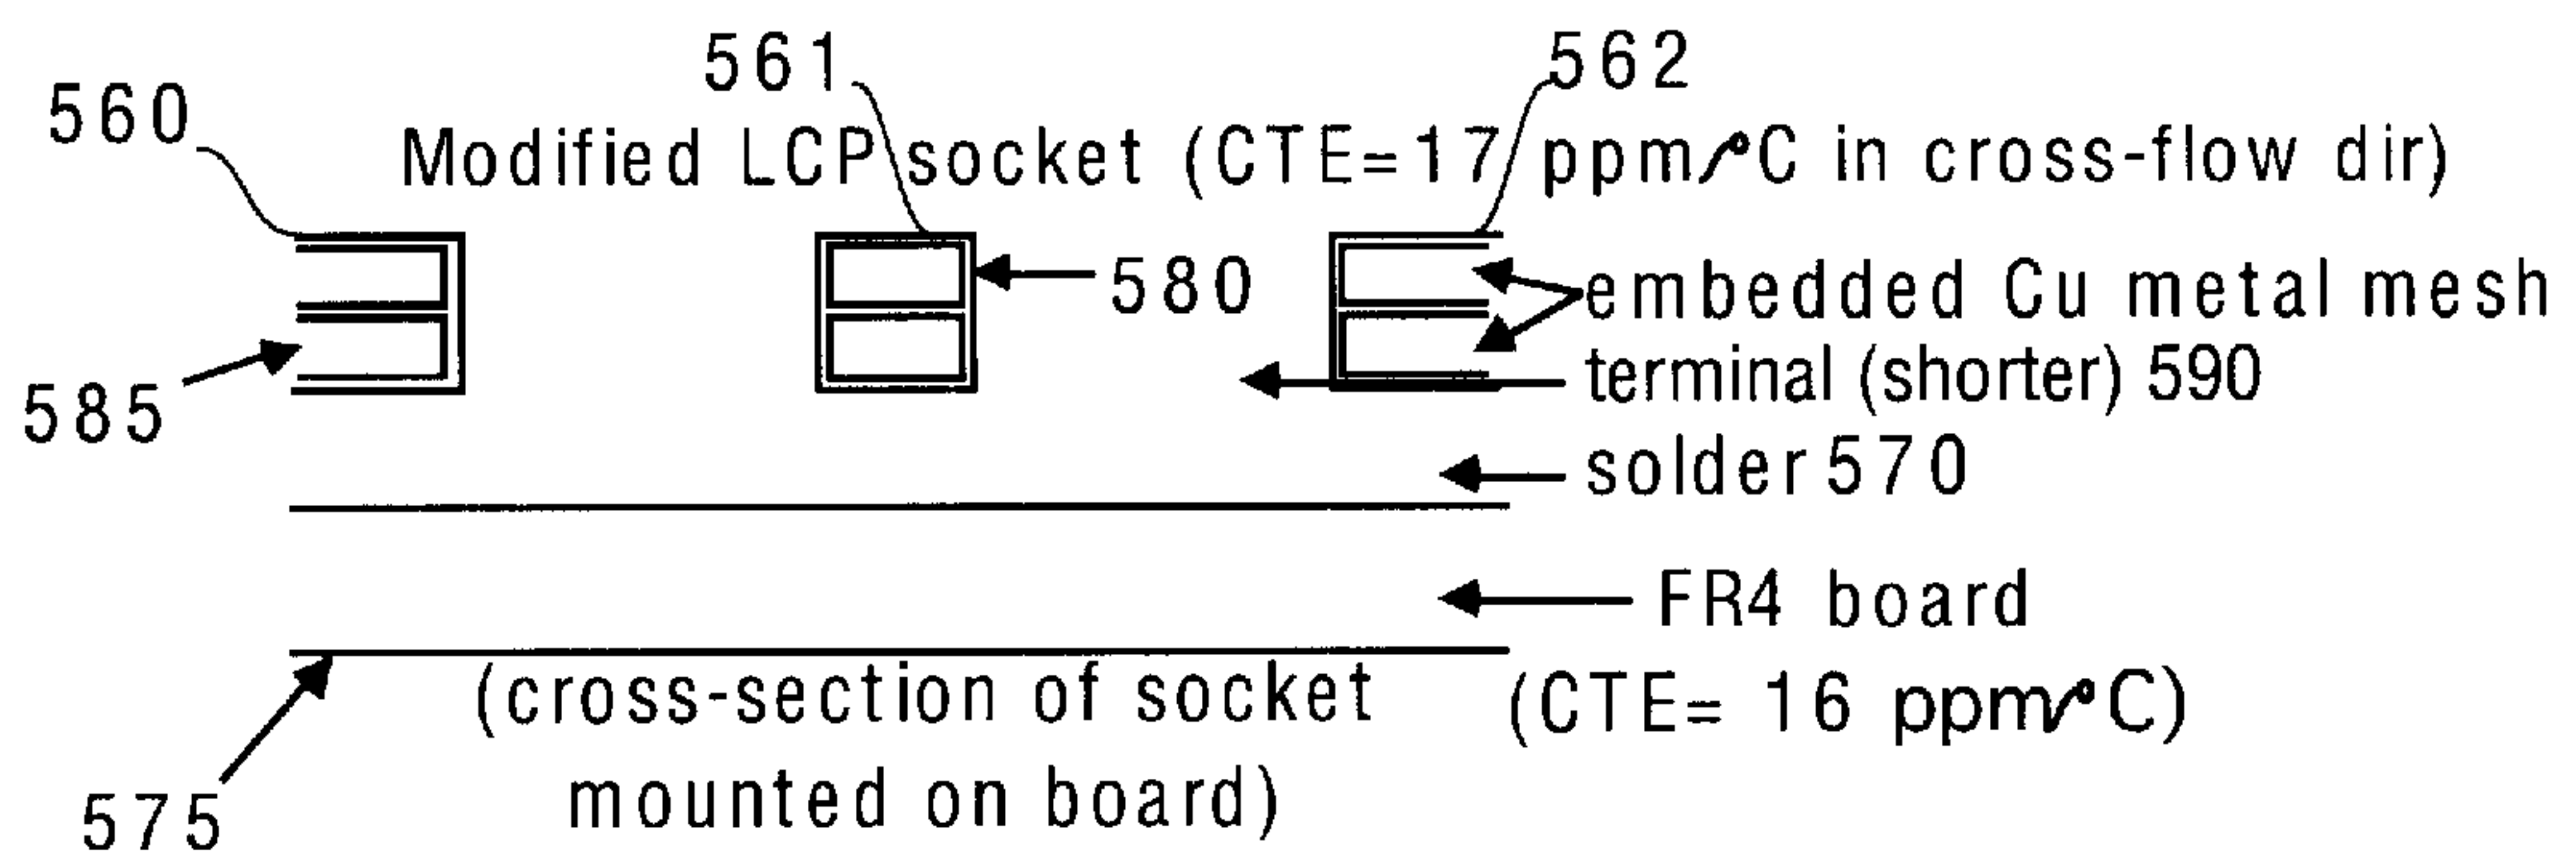 561
562
560
Modified LCP socket (CTE=17 ppm/°C in cross-flow dir)
580
embedded Cu metal mesh
terminal (shorter) 590
585
solder 570
FR4 board
(cross-section of socket
mounted on board)
(CTE= 16 ppm/°C)
575